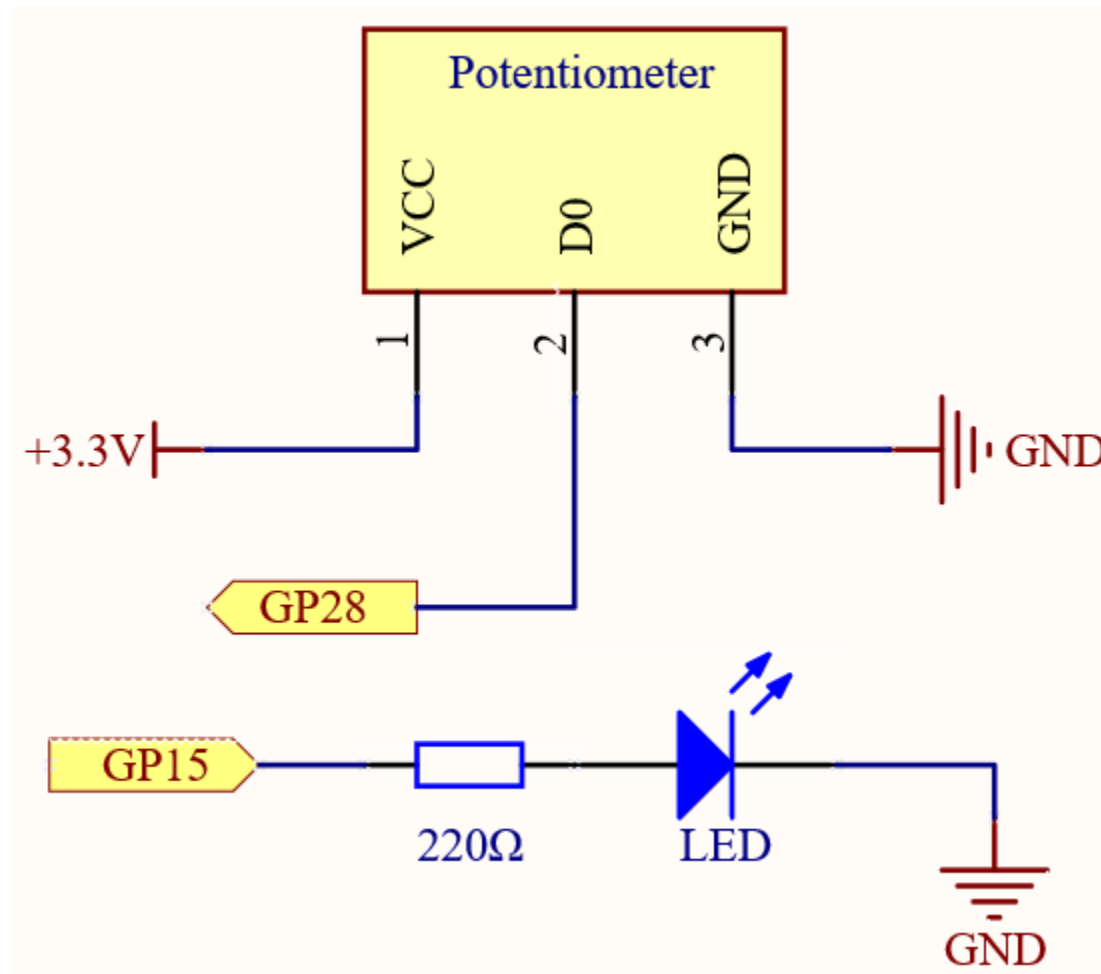 Potentiometer
VCC
D0
GND
1
2
3
+3.3V
GND
GP28
GP15
220Ω
LED
GND